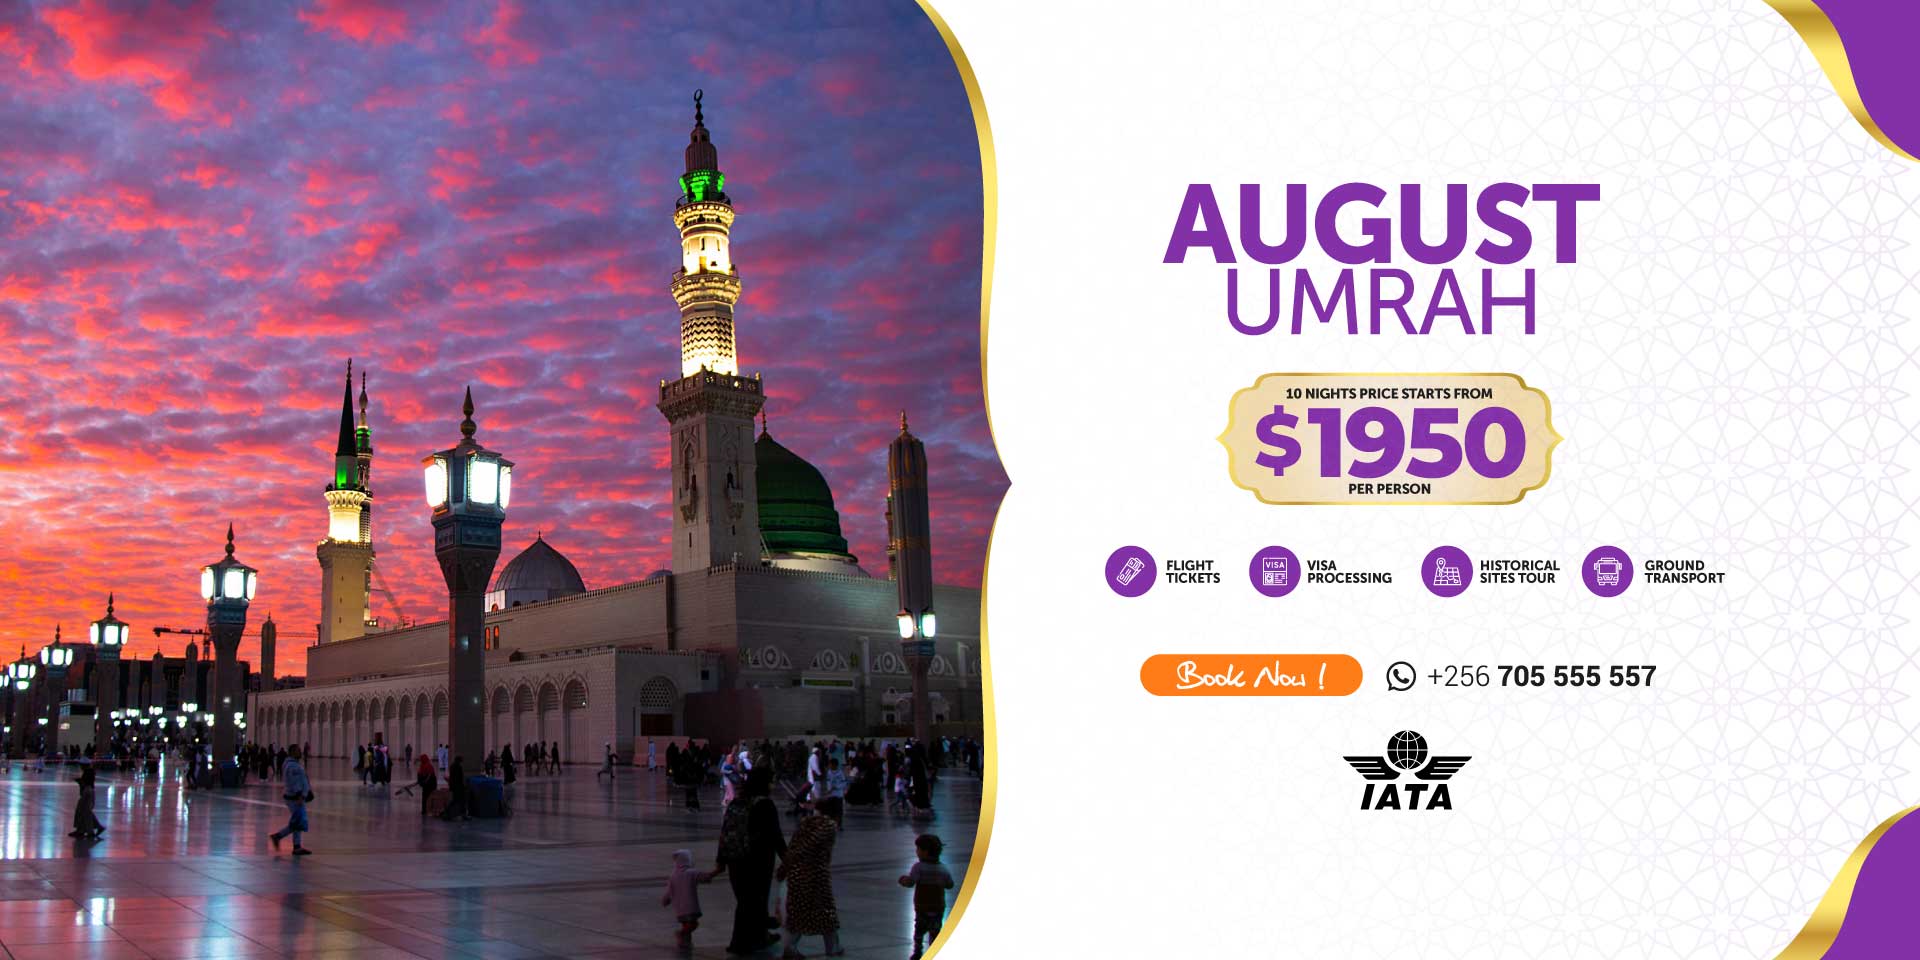 AUGUST
UMRAH
10 NIGHTS PRICE STARTS FROM
$1950
PER PERSON
FLIGHT
TICKETS
VISA
VISA
PROCESSING
HISTORICAL
SITES TOUR
GROUND
TRANSPORT
Book Now !
+256 705 555 557
IATA